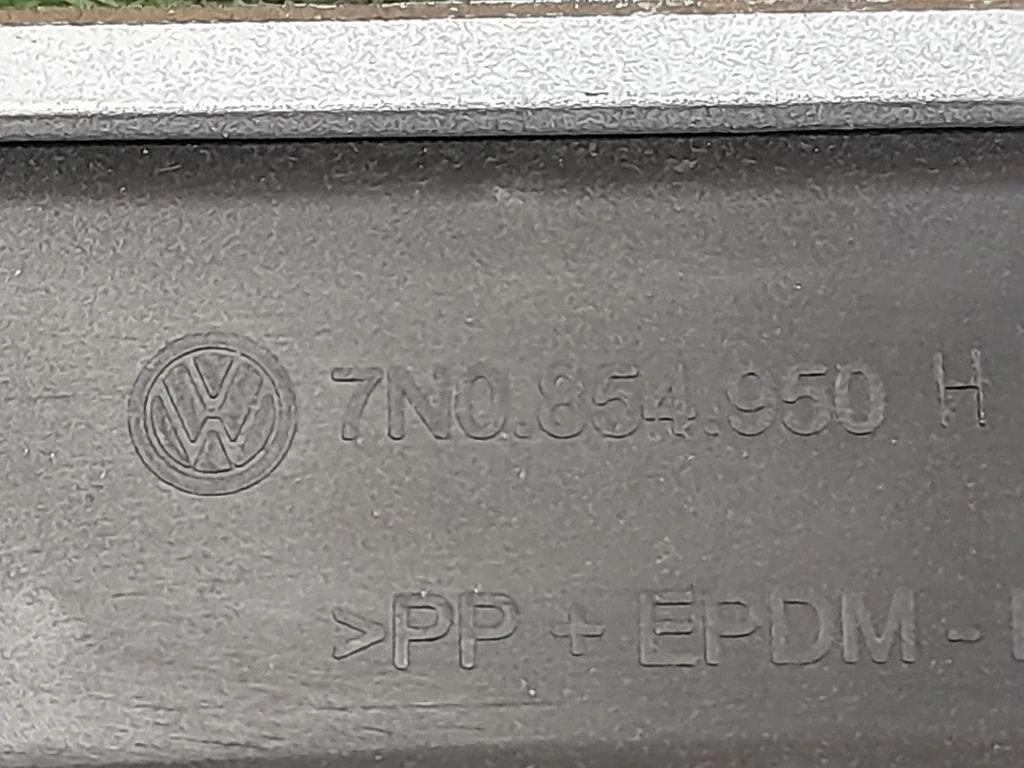 7N0.854.950 H
>PP + EPDM -